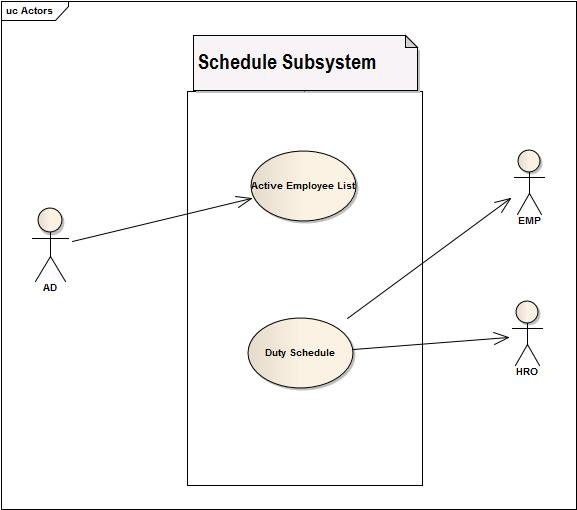 uc Actors
Schedule Subsystem
Active Employee List
EMP
AD
Duty Schedule
HRO